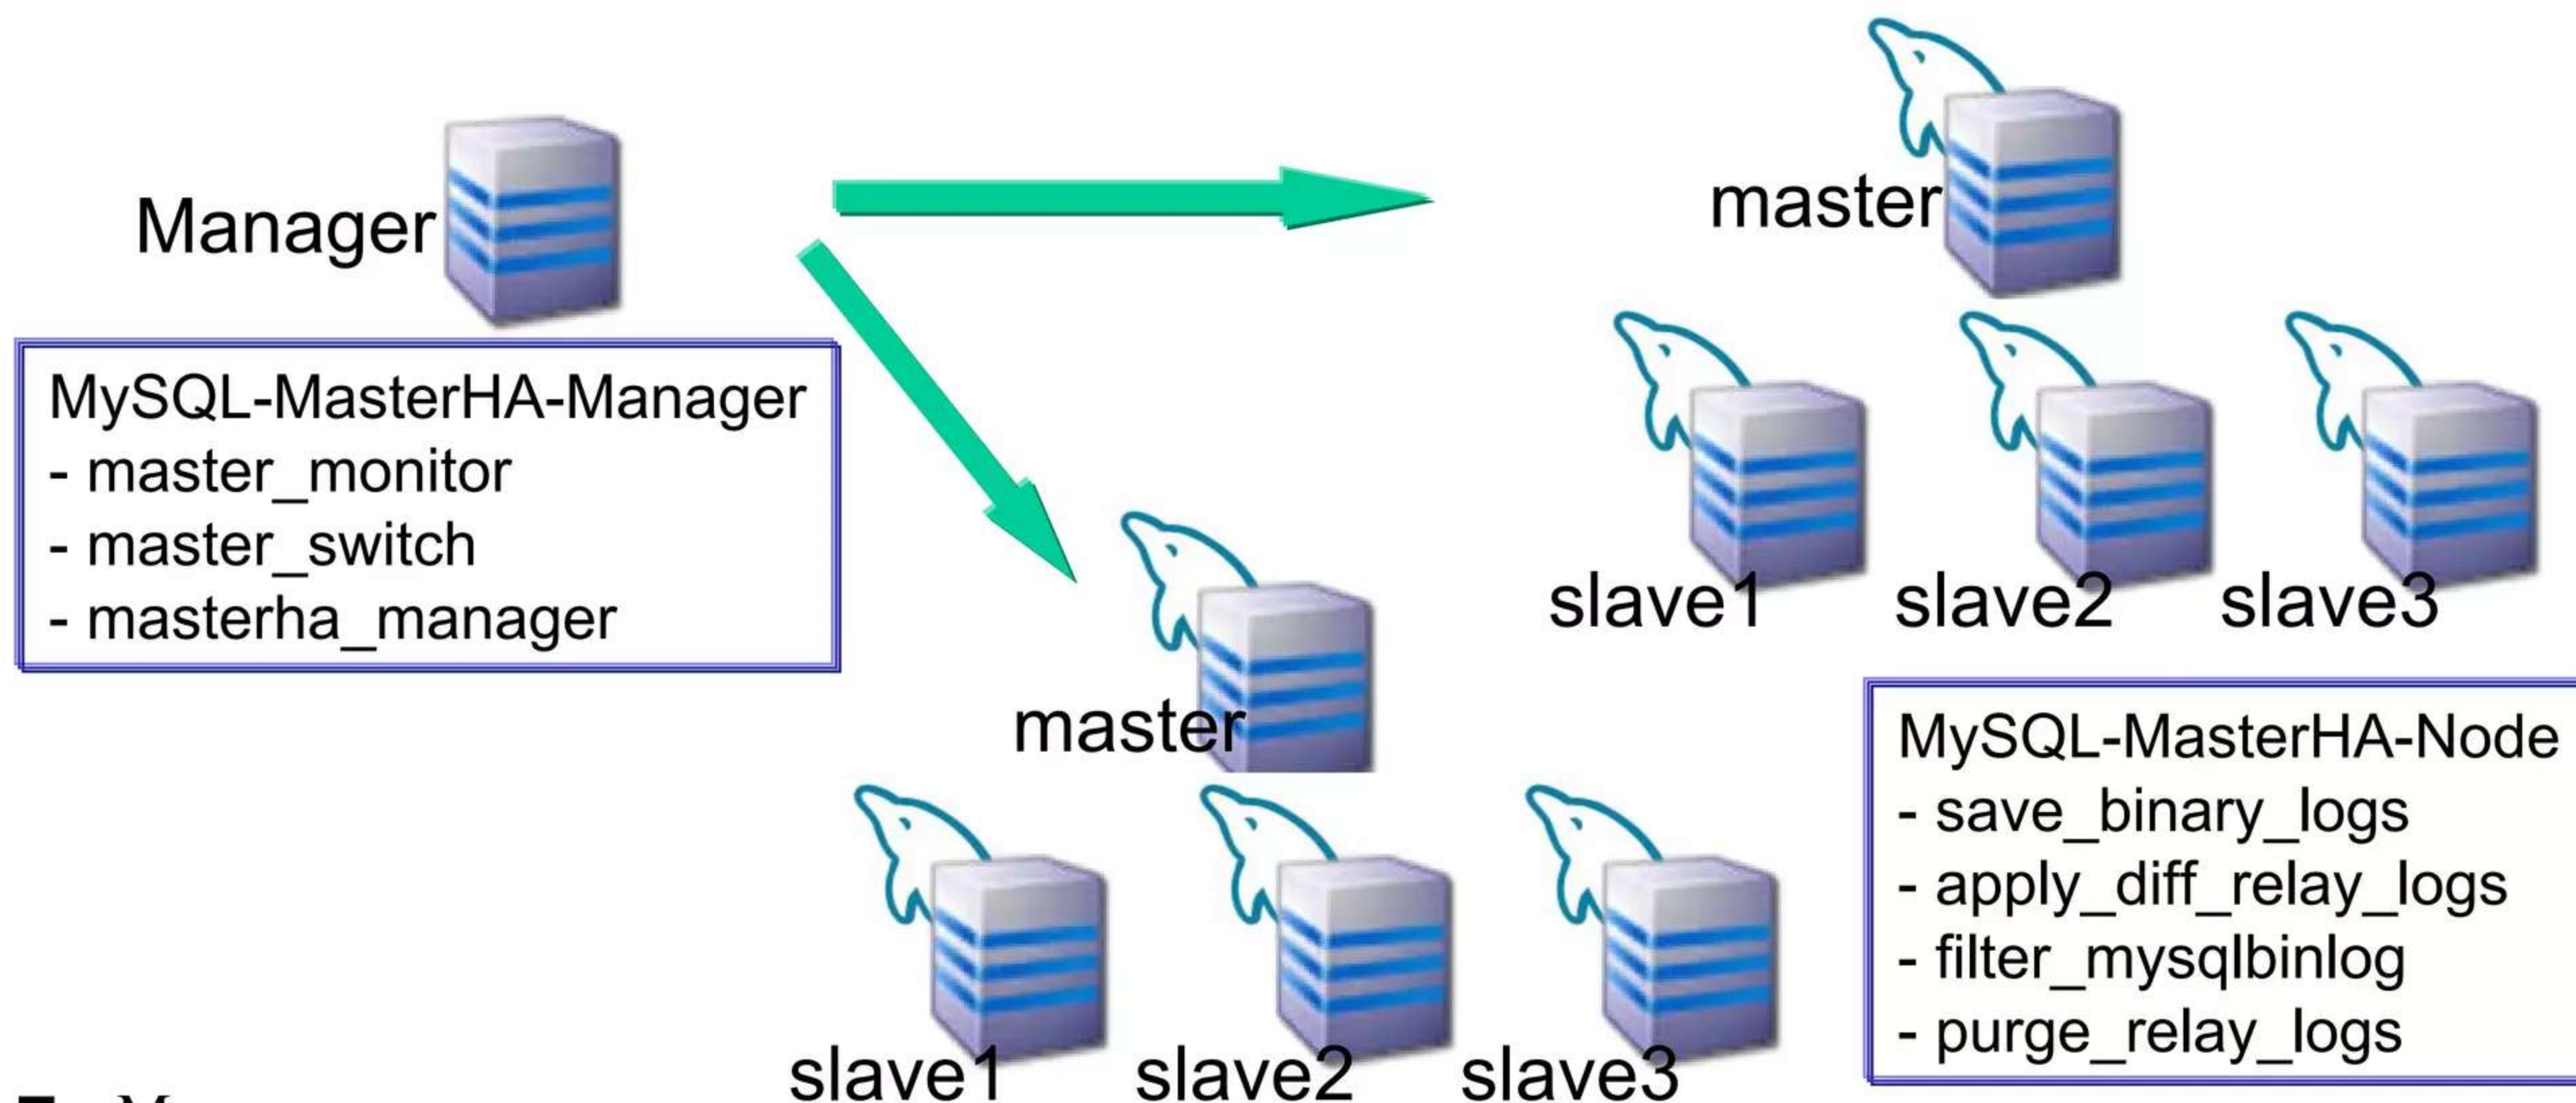 Manager
master
MySQL-MasterHA-Manager
- master_monitor
- master_switch
- masterha_manager
slave1
slave2
slave3
master
MySQL-MasterHA-Node
- save_binary_logs
- apply_diff_relay_logs
- filter_mysqlbinlog
- purge_relay_logs
slave1
slave2
slave3